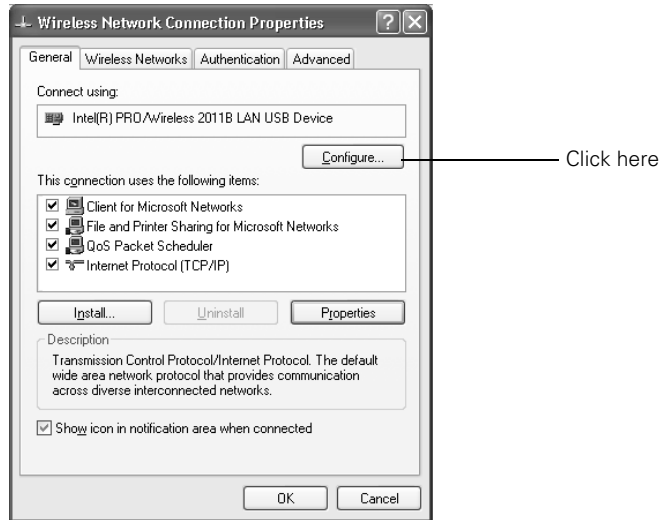 Wireless Network Connection Properties
General Wireless Networks Authentication Advanced
Connect using:
Intel(R) PRO/Wireless 2011B LAN USB Device
Configure...
Click here
This connection uses the following items:
Client for Microsoft Networks
File and Printer Sharing for Microsoft Networks
QoS Packet Scheduler
Internet Protocol (TCP/IP)
Install... Uninstall Properties
Description
Transmission Control Protocol/Internet Protocol. The default
wide area network protocol that provides communication
across diverse interconnected networks.
Show icon in notification area when connected
OK Cancel